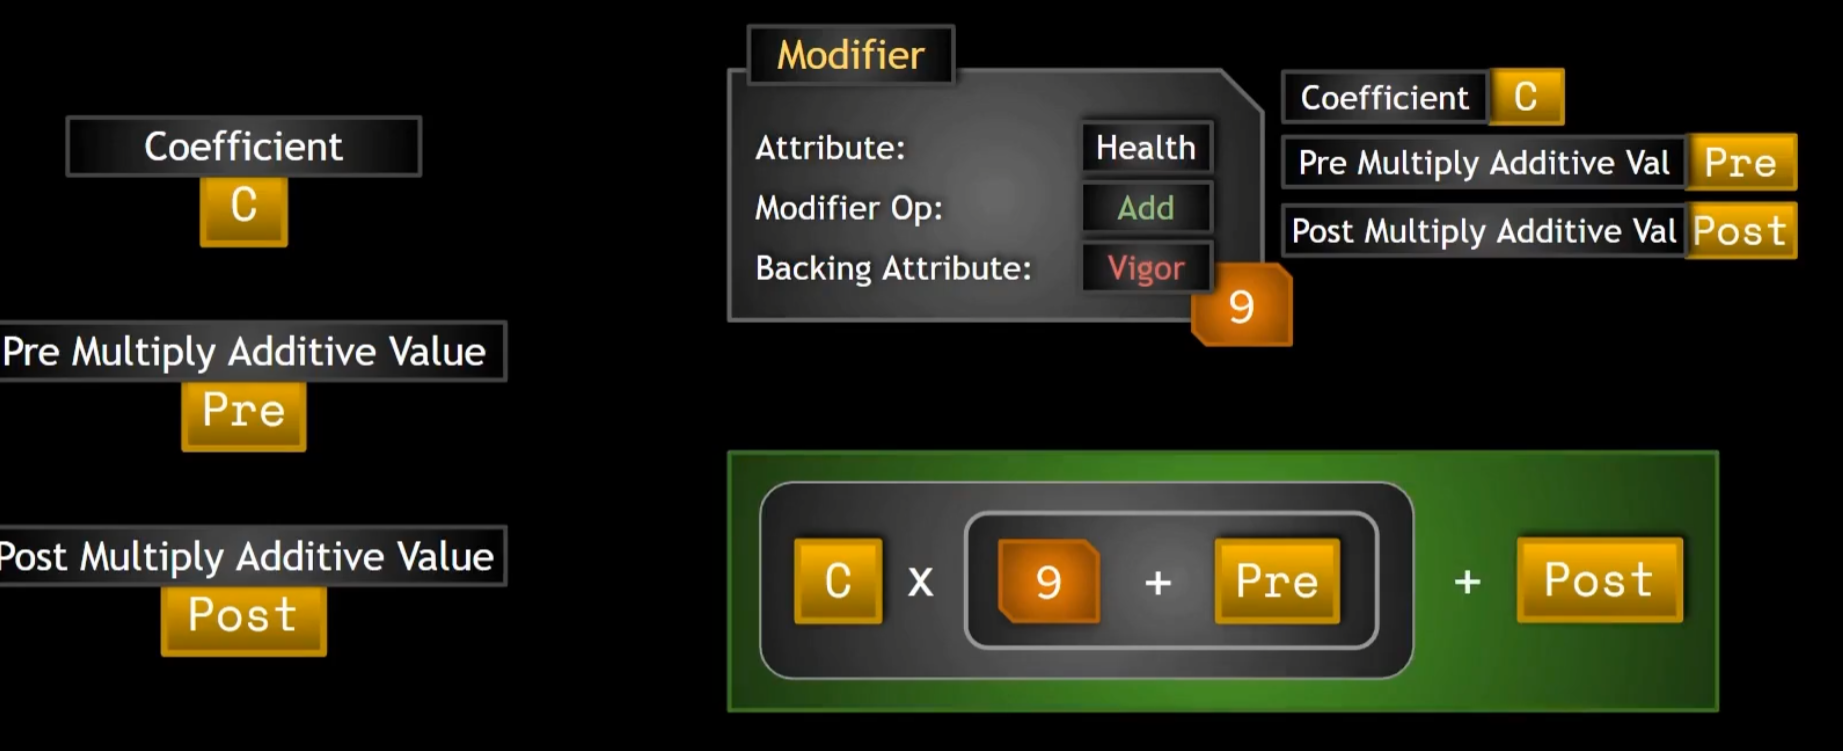 Coefficient
C
Pre Multiply Additive Value
Pre
Post Multiply Additive Value
Post
Modifier
Attribute: Health
Modifier Op: Add
Backing Attribute: Vigor
9
Coefficient C
Pre Multiply Additive Val Pre
Post Multiply Additive Val Post
C x 9 + Pre + Post